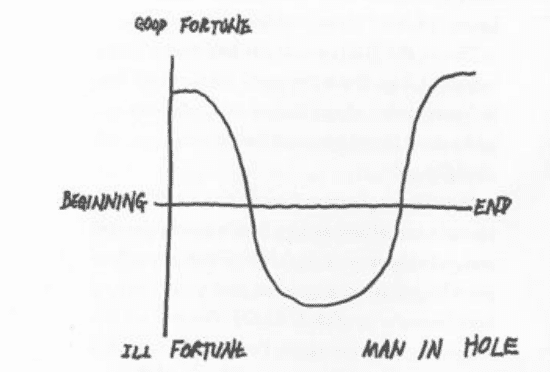 GOOD FORTUNE
BEGINNING
END
ILL FORTUNE
MAN IN HOLE